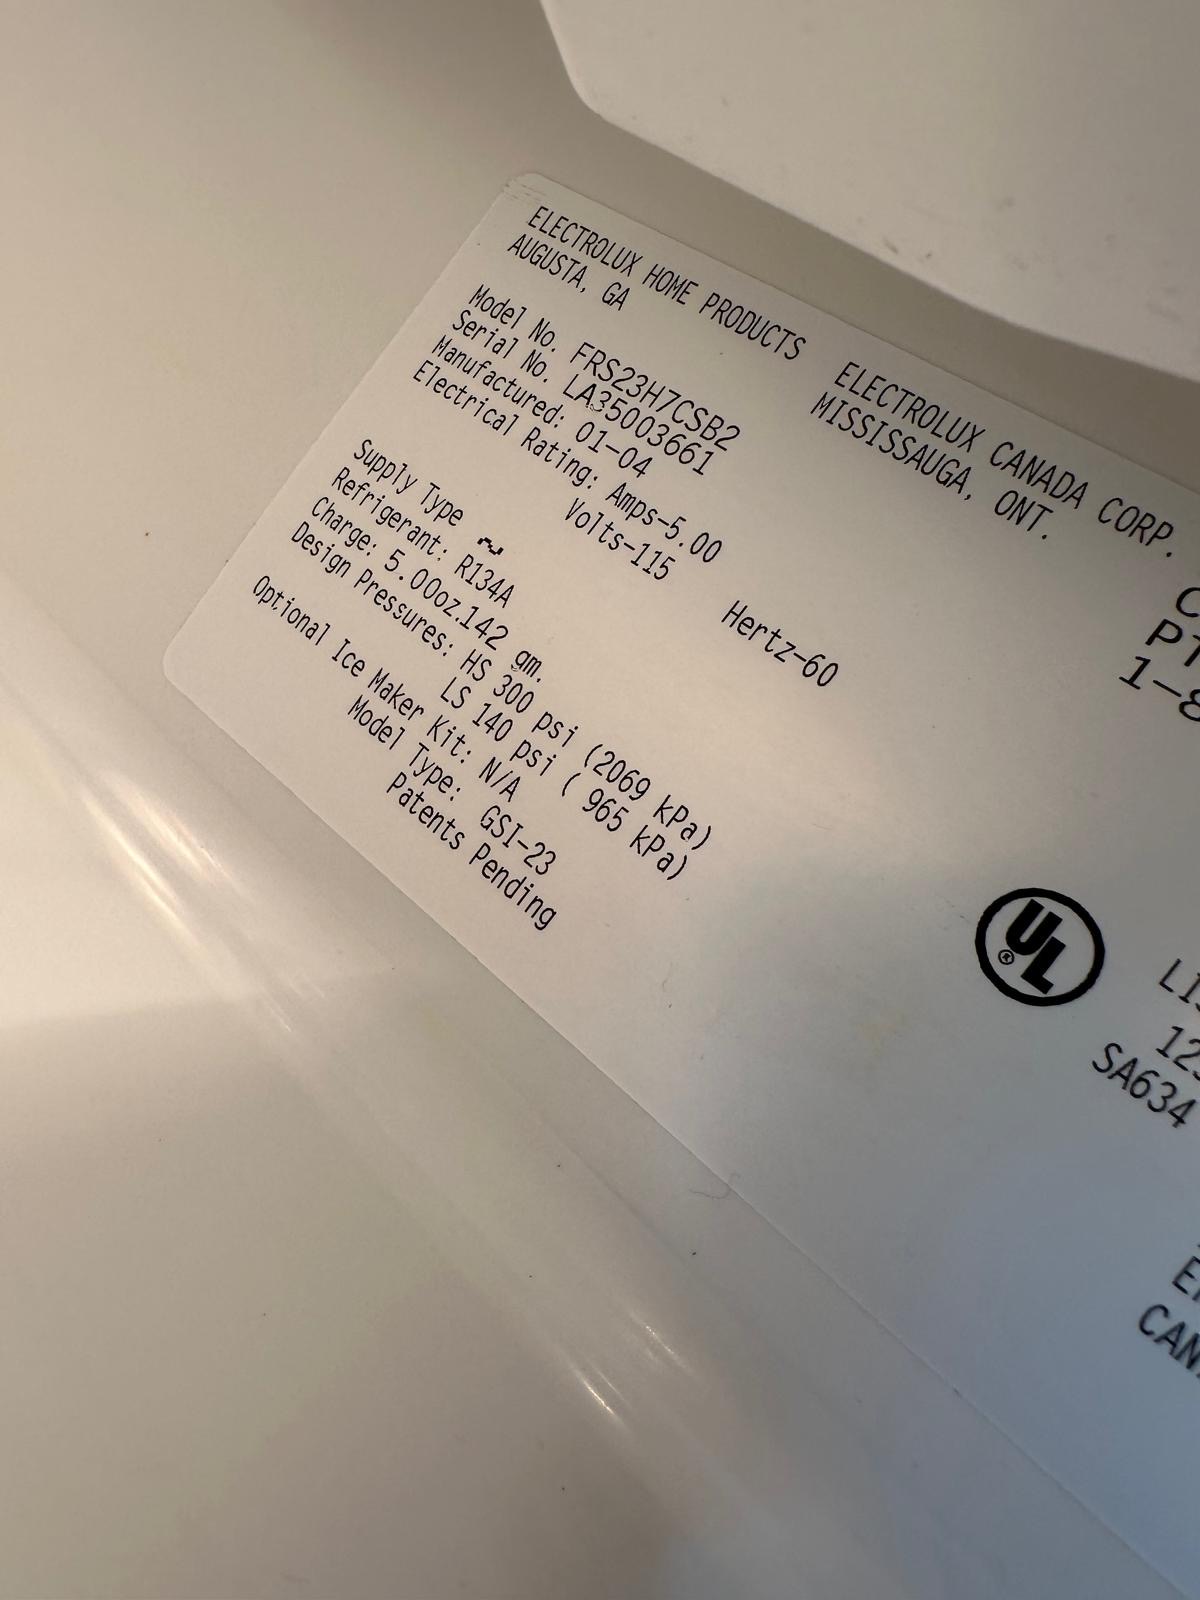 ELECTROLUX HOME PRODUCTS ELECTROLUX CANADA CORP.
AUGUSTA, GA MISSISSAUGA, ONT.
Model No. FRS23H7CSB2
Serial No. LA35003661
Manufactured: 01-04
Electrical Rating: Amps-5.00
Volts-115 Hertz-60
Supply Type ~
Refrigerant: R134A
Charge: 5.00oz.142 gm.
Design Pressures: HS 300 psi (2069 kPa)
LS 140 psi ( 965 kPa)
Optional Ice Maker Kit: N/A
Model Type: GSI-23
Patents Pending
UL
®
SA634